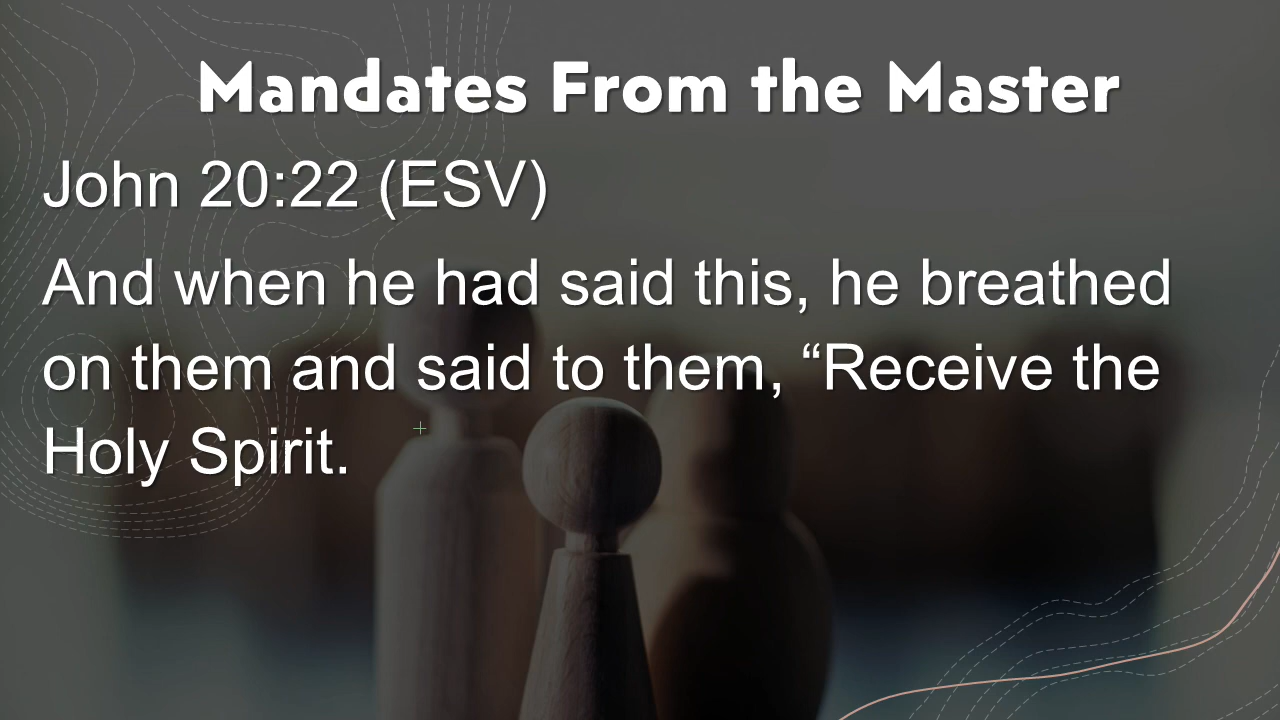 Mandates From the Master
John 20:22 (ESV)
And when he had said this, he breathed
on them and said to them, “Receive the
Holy Spirit.